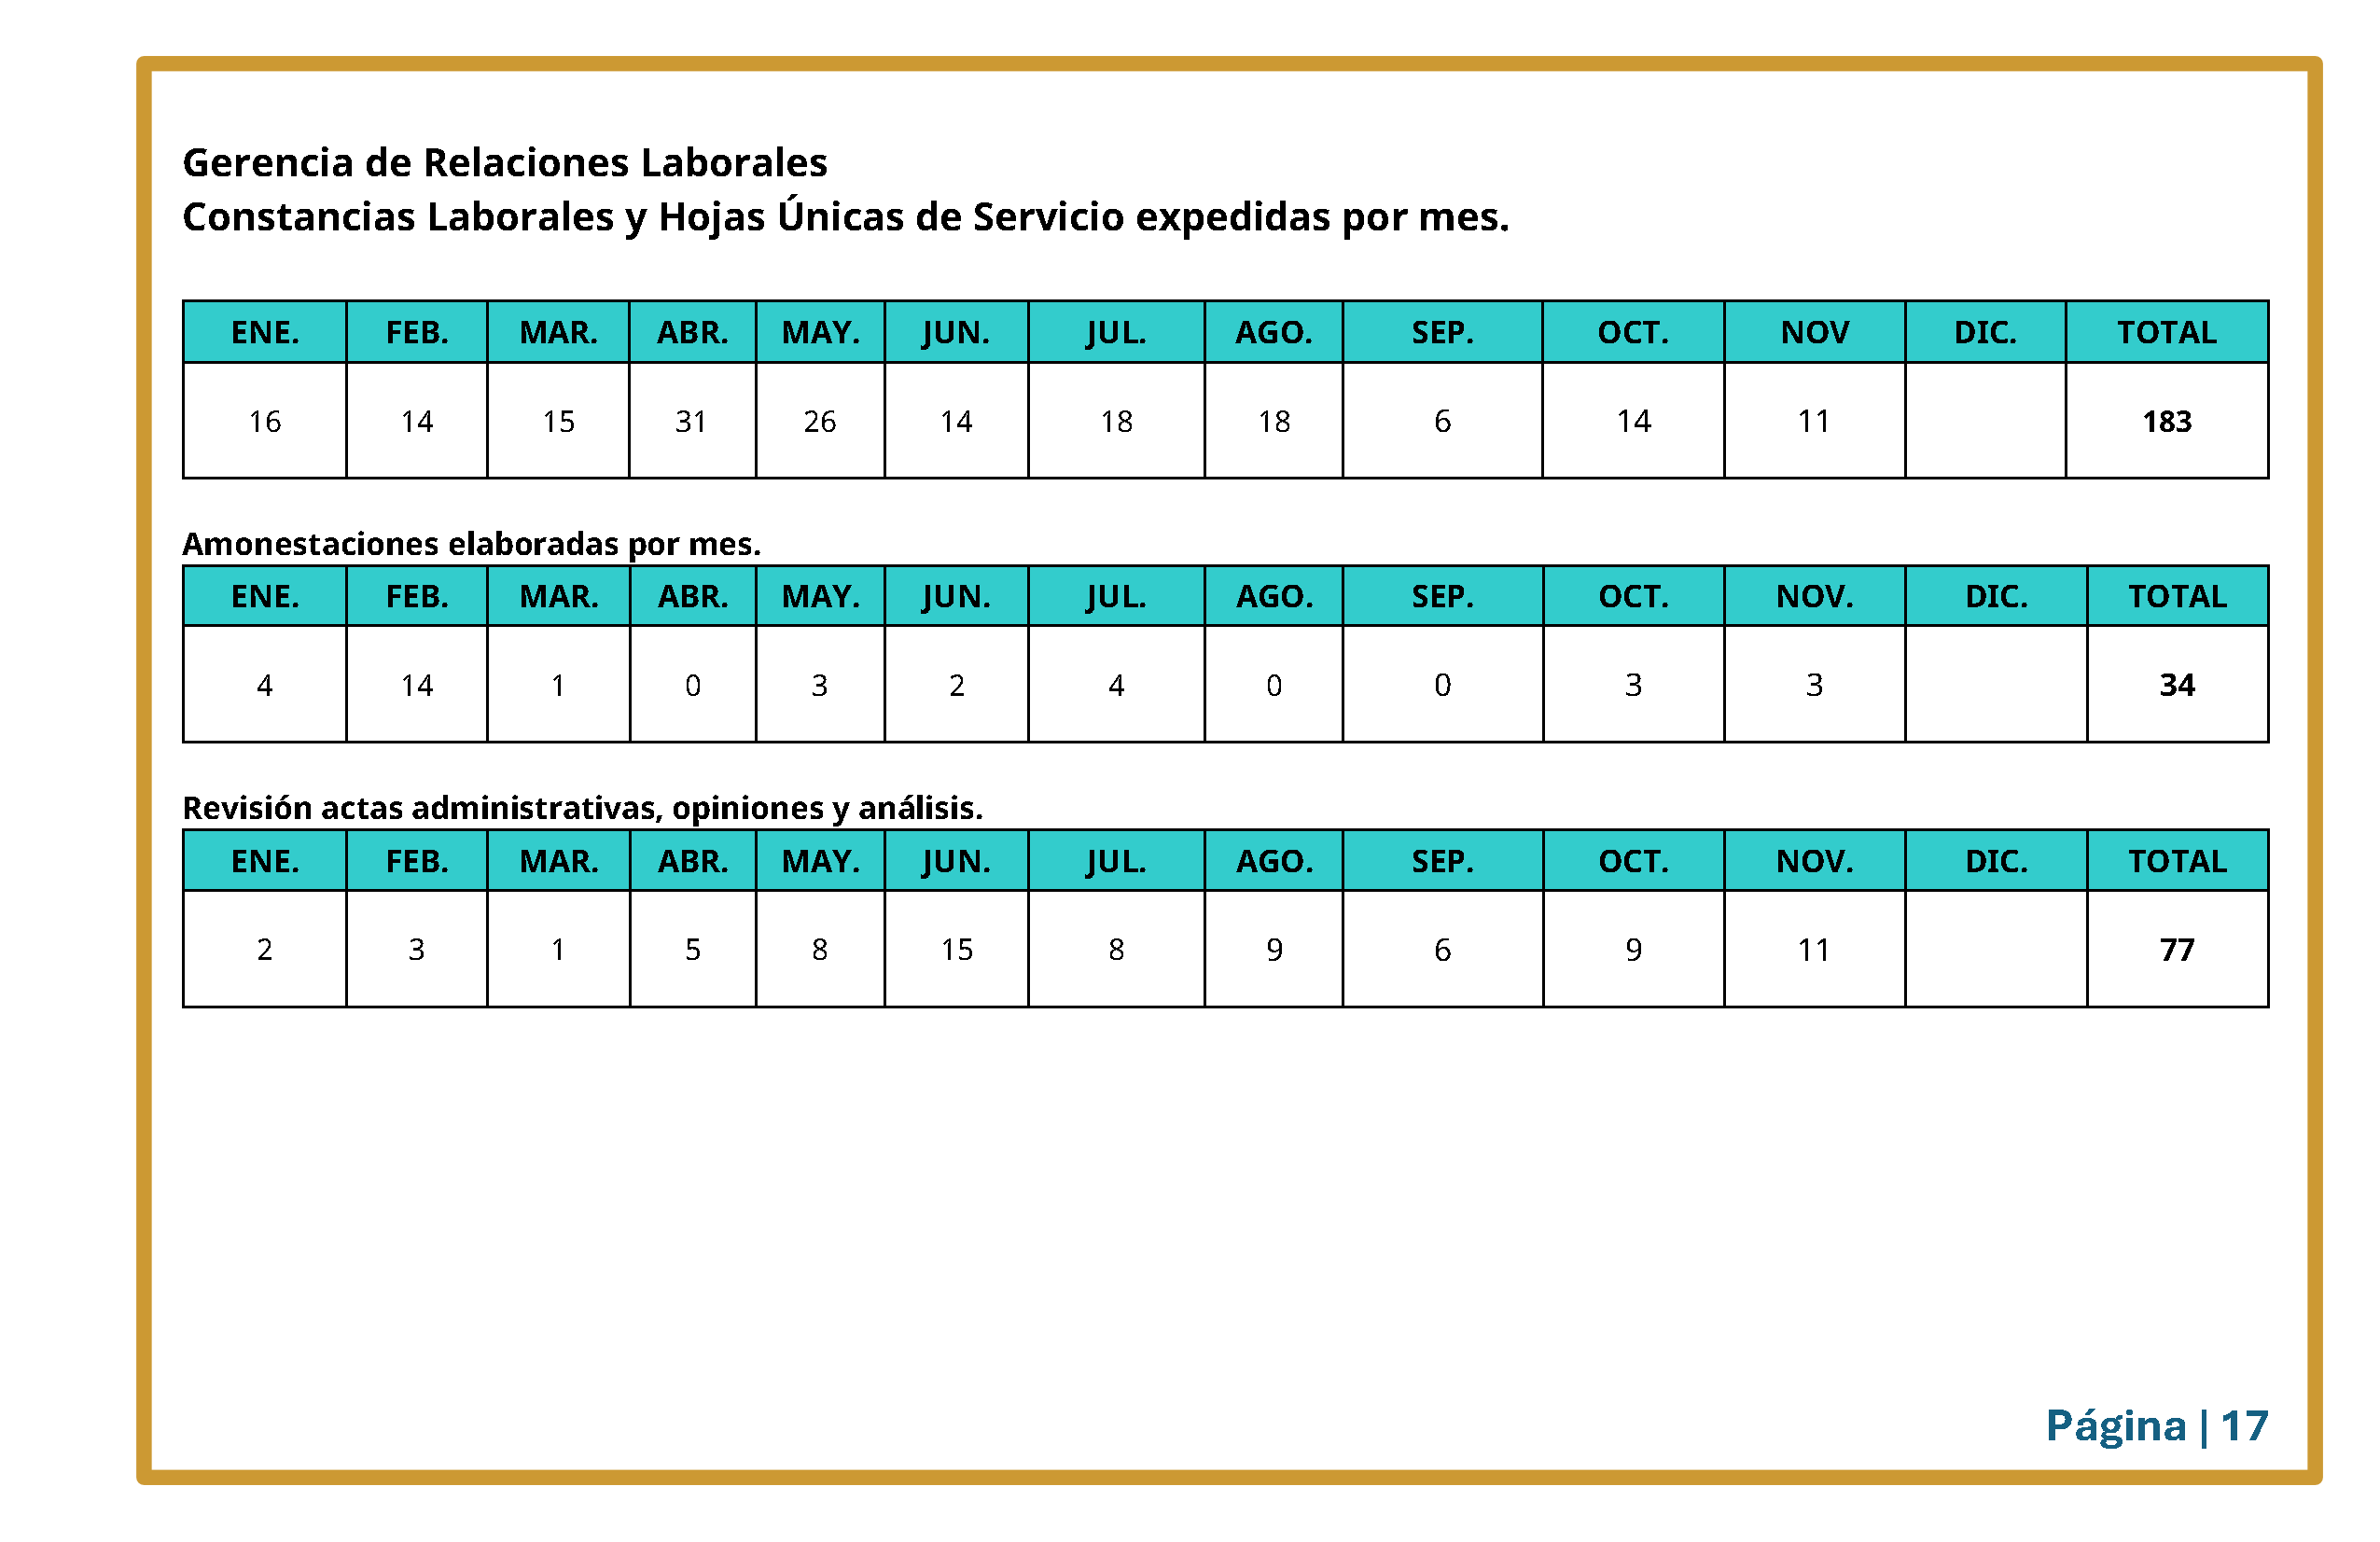 Gerencia de Relaciones Laborales
Constancias Laborales y Hojas Únicas de Servicio expedidas por mes.
ENE. FEB. MAR. ABR. MAY. JUN. JUL. AGO. SEP. OCT. NOV DIC. TOTAL
16 14 15 31 26 14 18 18 6 14 11 183
Amonestaciones elaboradas por mes.
ENE. FEB. MAR. ABR. MAY. JUN. JUL. AGO. SEP. OCT. NOV. DIC. TOTAL
4 14 1 0 3 2 4 0 0 3 3 34
Revisión actas administrativas, opiniones y análisis.
ENE. FEB. MAR. ABR. MAY. JUN. JUL. AGO. SEP. OCT. NOV. DIC. TOTAL
2 3 1 5 8 15 8 9 6 9 11 77
Página | 17